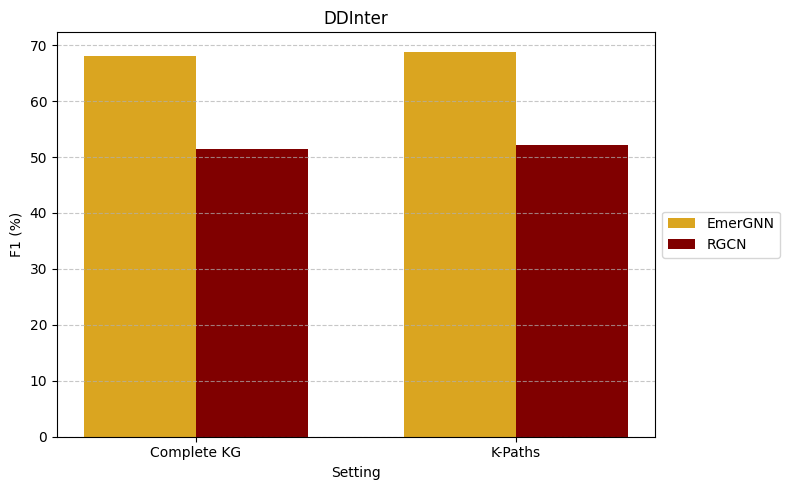 DDInter
F1 (%)
70
60
50
40
30
20
10
0
Complete KG
K-Paths
Setting
EmerGNN
RGCN